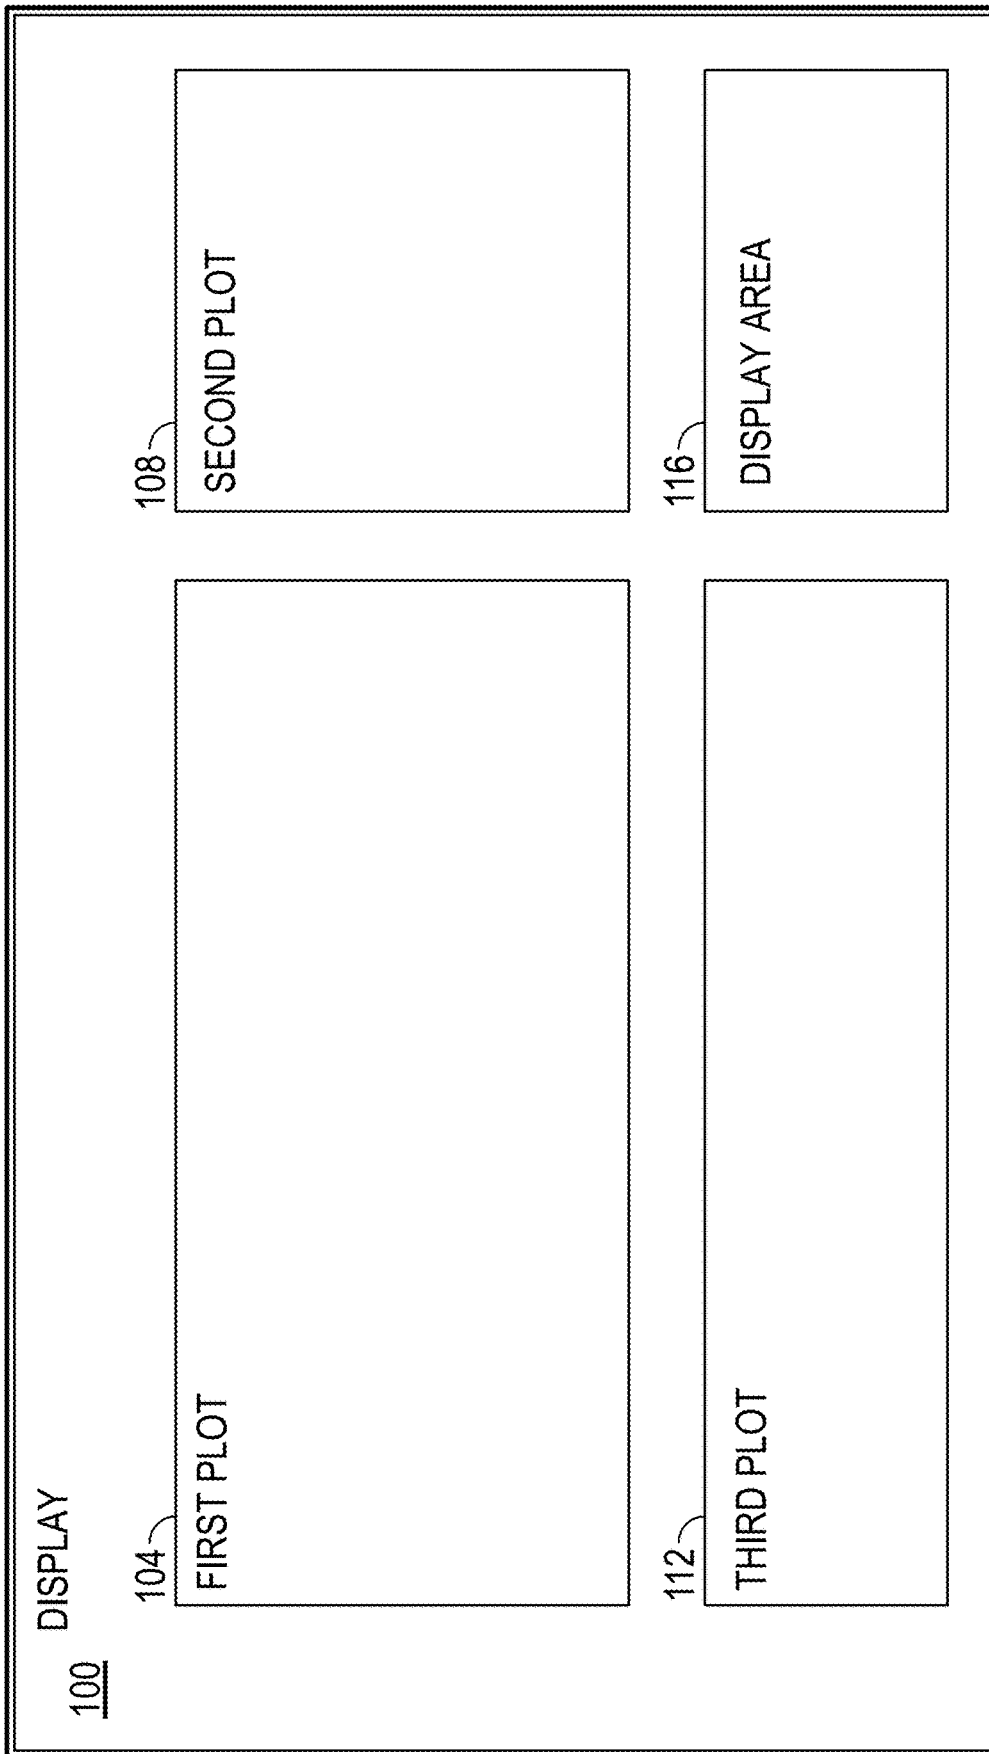 DISPLAY
100
104
FIRST PLOT
108
SECOND PLOT
112
THIRD PLOT
116
DISPLAY AREA